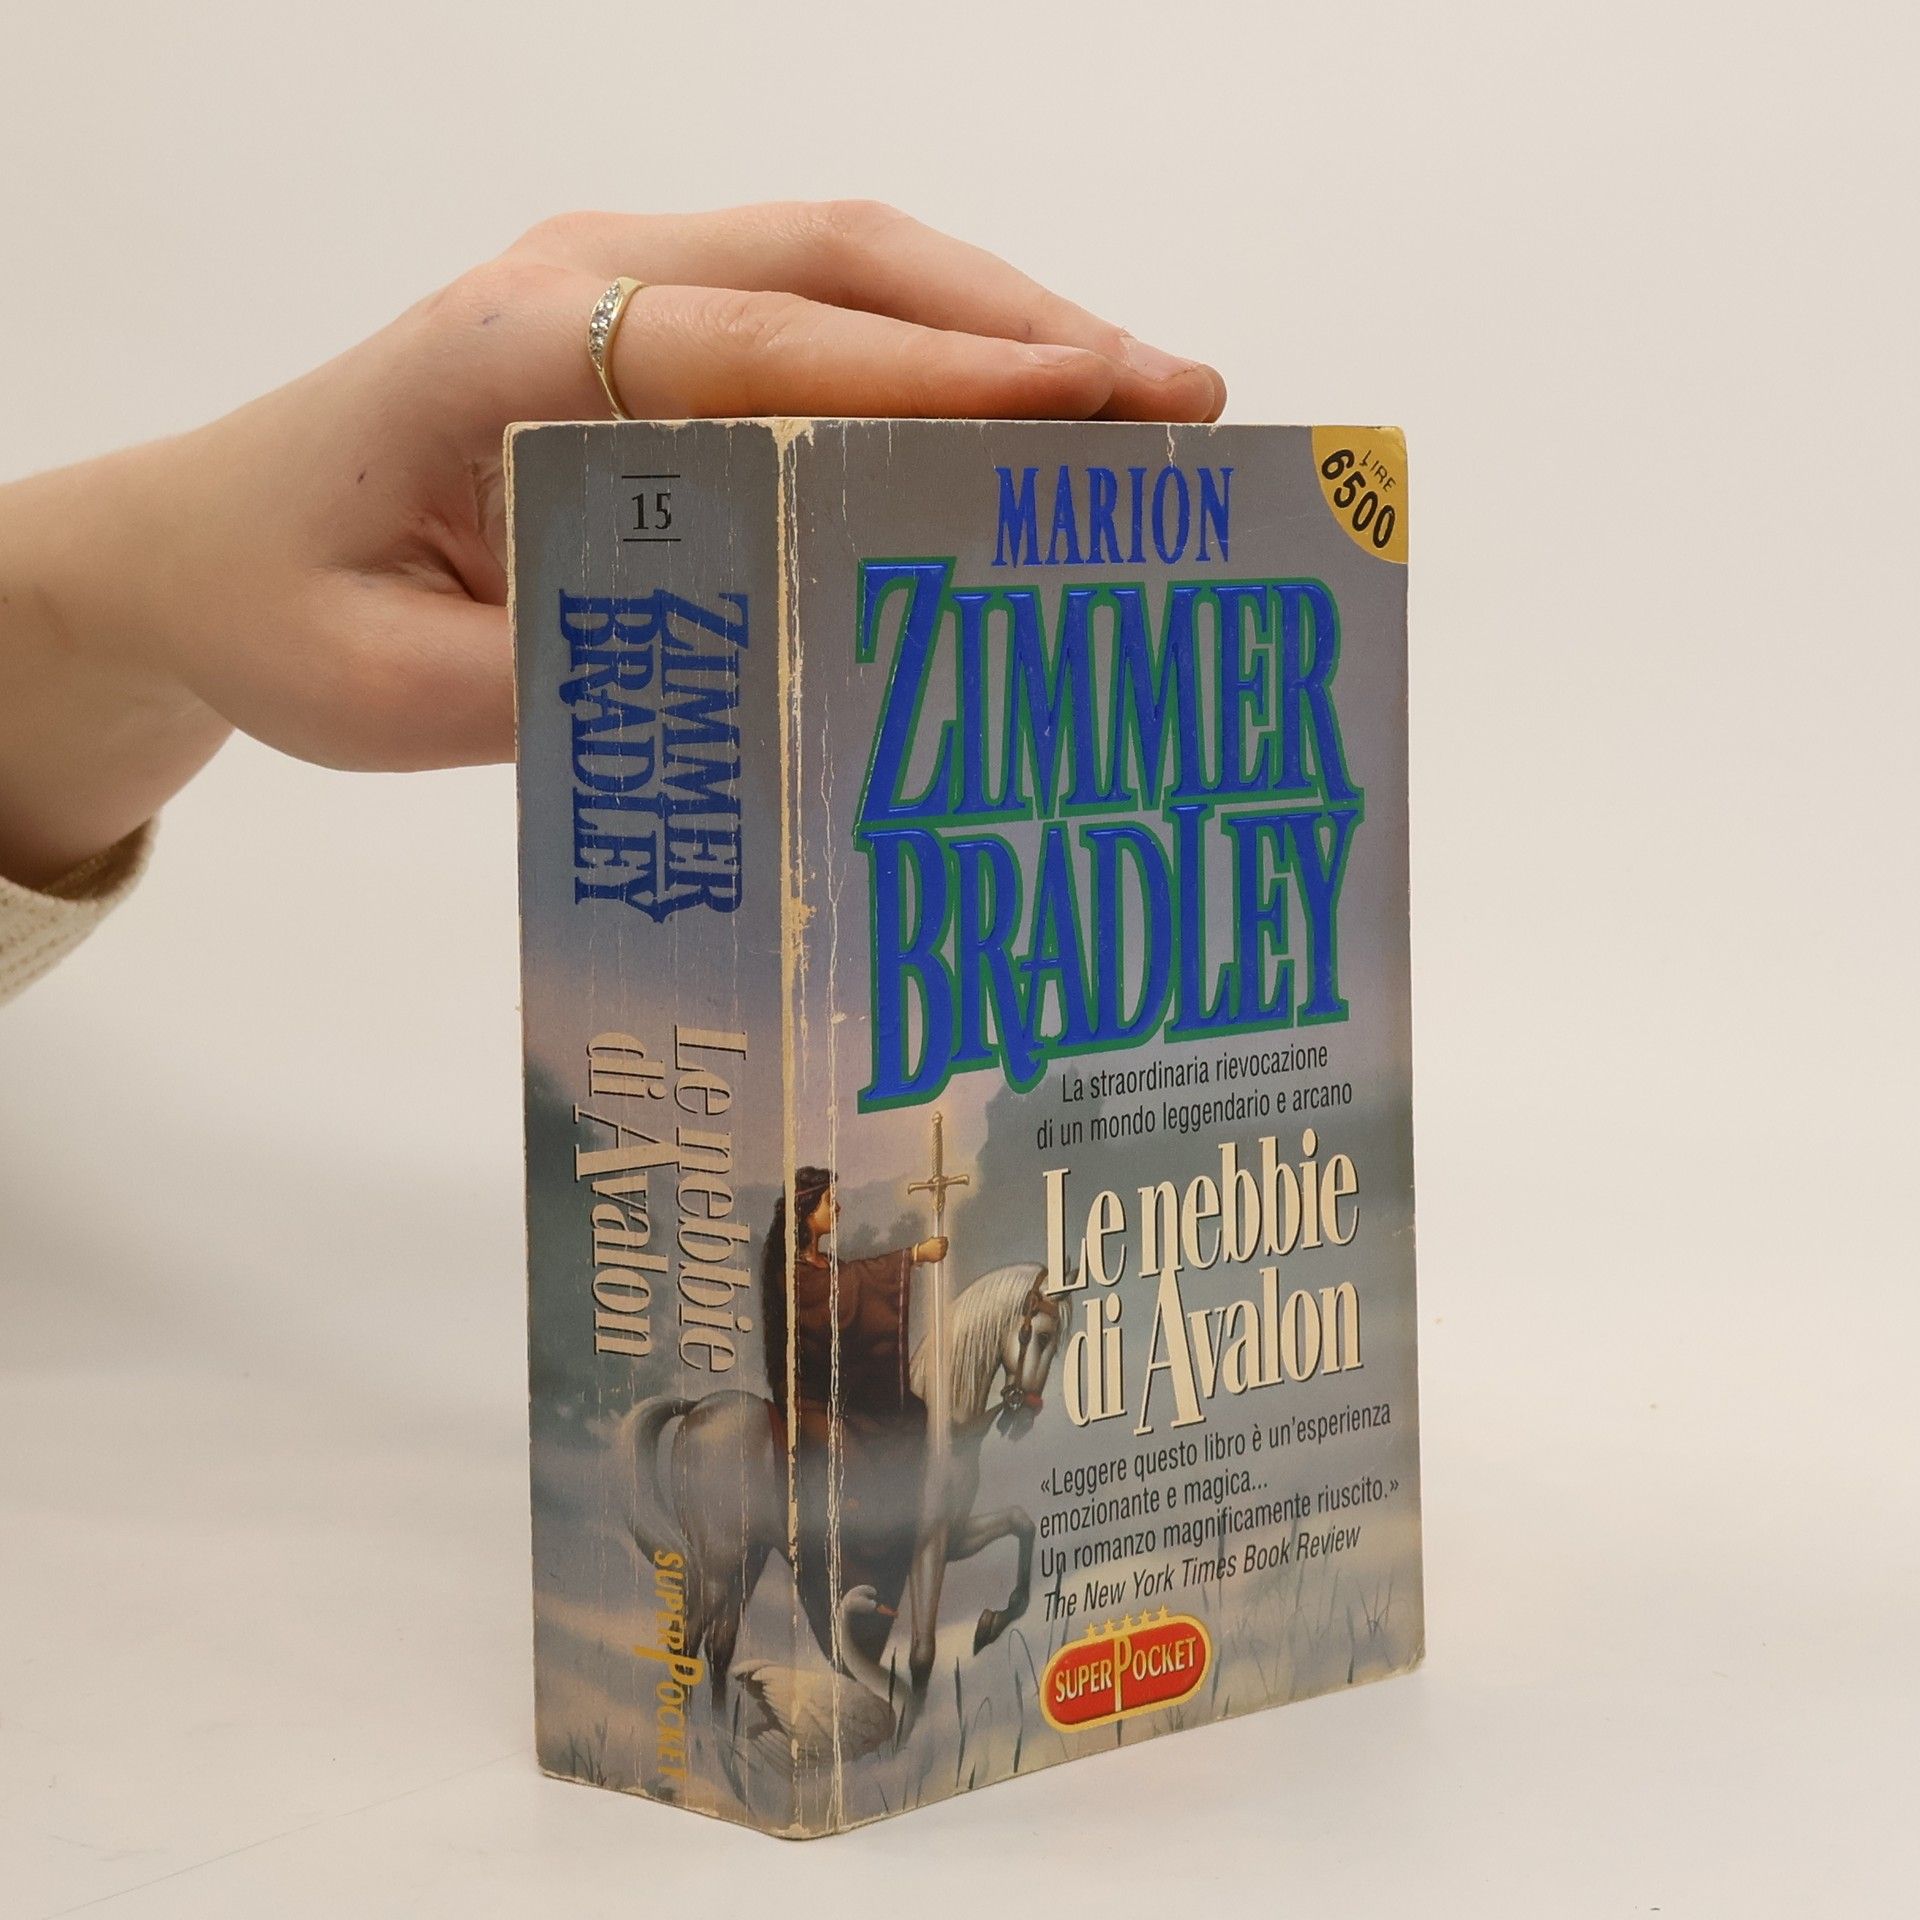 15
ZIMMER
BRADLEY
Le nebbie
di Avalon
SUPERPOCKET
LIRE
6500
MARION
ZIMMER
BRADLEY
La straordinaria rievocazione
di un mondo leggendario e arcano
Le nebbie
di Avalon
«Leggere questo libro è un'esperienza
emozionante e magica...
Un romanzo magnificamente riuscito.»
The New York Times Book Review
SUPERPOCKET